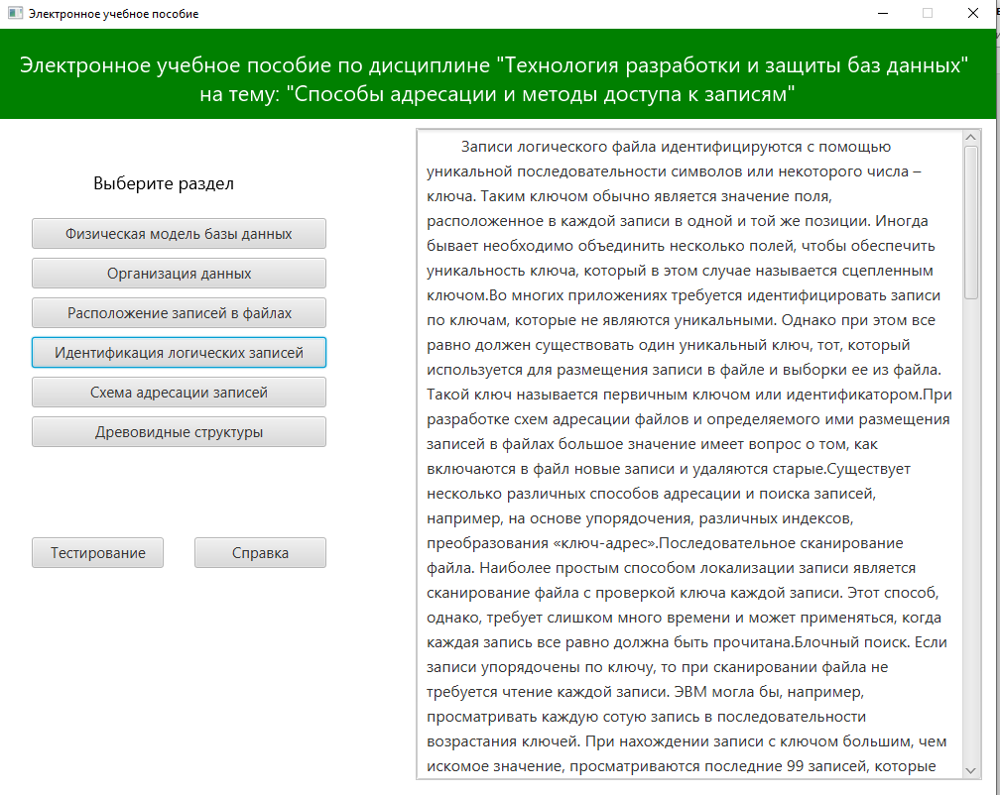 Электронное учебное пособие
Электронное учебное пособие по дисциплине "Технология разработки и защиты баз данных"
на тему: "Способы адресации и методы доступа к записям"
Выберите раздел
Физическая модель базы данных
Организация данных
Расположение записей в файлах
Идентификация логических записей
Схема адресации записей
Древовидные структуры
Тестирование
Справка
Записи логического файла идентифицируются с помощью
уникальной последовательности символов или некоторого числа –
ключа. Таким ключом обычно является значение поля,
расположенное в каждой записи в одной и той же позиции. Иногда
бывает необходимо объединить несколько полей, чтобы обеспечить
уникальность ключа, который в этом случае называется сцепленным
ключом.Во многих приложениях требуется идентифицировать записи
по ключам, которые не являются уникальными. Однако при этом все
равно должен существовать один уникальный ключ, тот, который
используется для размещения записи в файле и выборки ее из файла.
Такой ключ называется первичным ключом или идентификатором.При
разработке схем адресации файлов и определяемого ими размещения
записей в файлах большое значение имеет вопрос о том, как
включаются в файл новые записи и удаляются старые.Существует
несколько различных способов адресации и поиска записей,
например, на основе упорядочения, различных индексов,
преобразования «ключ-адрес».Последовательное сканирование
файла. Наиболее простым способом локализации записи является
сканирование файла с проверкой ключа каждой записи. Этот способ,
однако, требует слишком много времени и может применяться, когда
каждая запись все равно должна быть прочитана.Блочный поиск. Если
записи упорядочены по ключу, то при сканировании файла не
требуется чтение каждой записи. ЭВМ могла бы, например,
просматривать каждую сотую запись в последовательности
возрастания ключей. При нахождении записи с ключом большим, чем
искомое значение, просматриваются последние 99 записей, которые